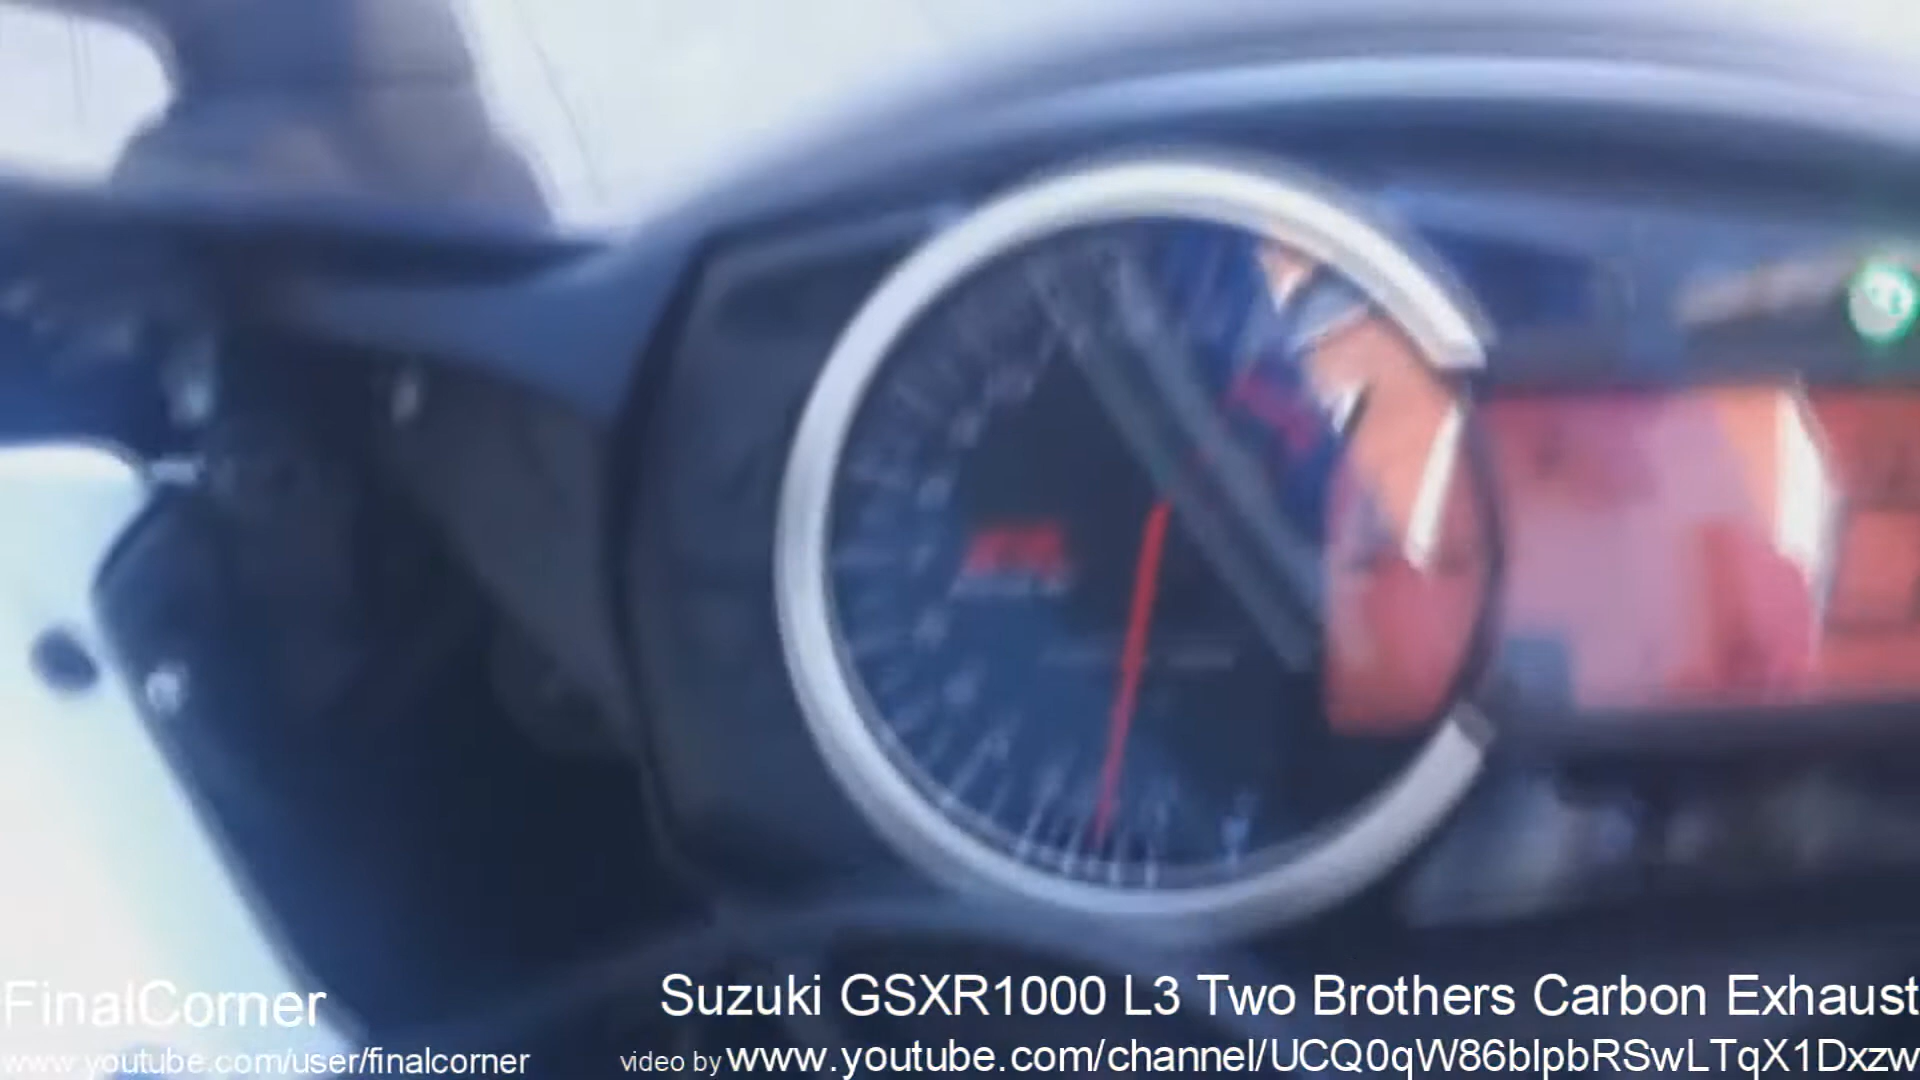 FinalCorner
www.youtube.com/user/finalcorner
Suzuki GSXR1000 L3 Two Brothers Carbon Exhaust
video by www.youtube.com/channel/UCQ0qW86blpbRSwLTqX1Dxzw